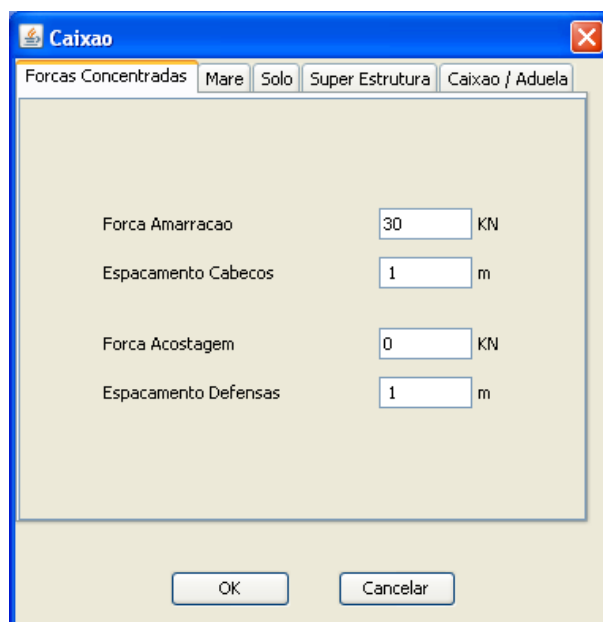 Caixao
Forcas Concentradas Mare Solo Super Estrutura Caixao / Aduela
Forca Amarracao 30 KN
Espacamento Cabecos 1 m
Forca Acostagem 0 KN
Espacamento Defensas 1 m
OK Cancelar